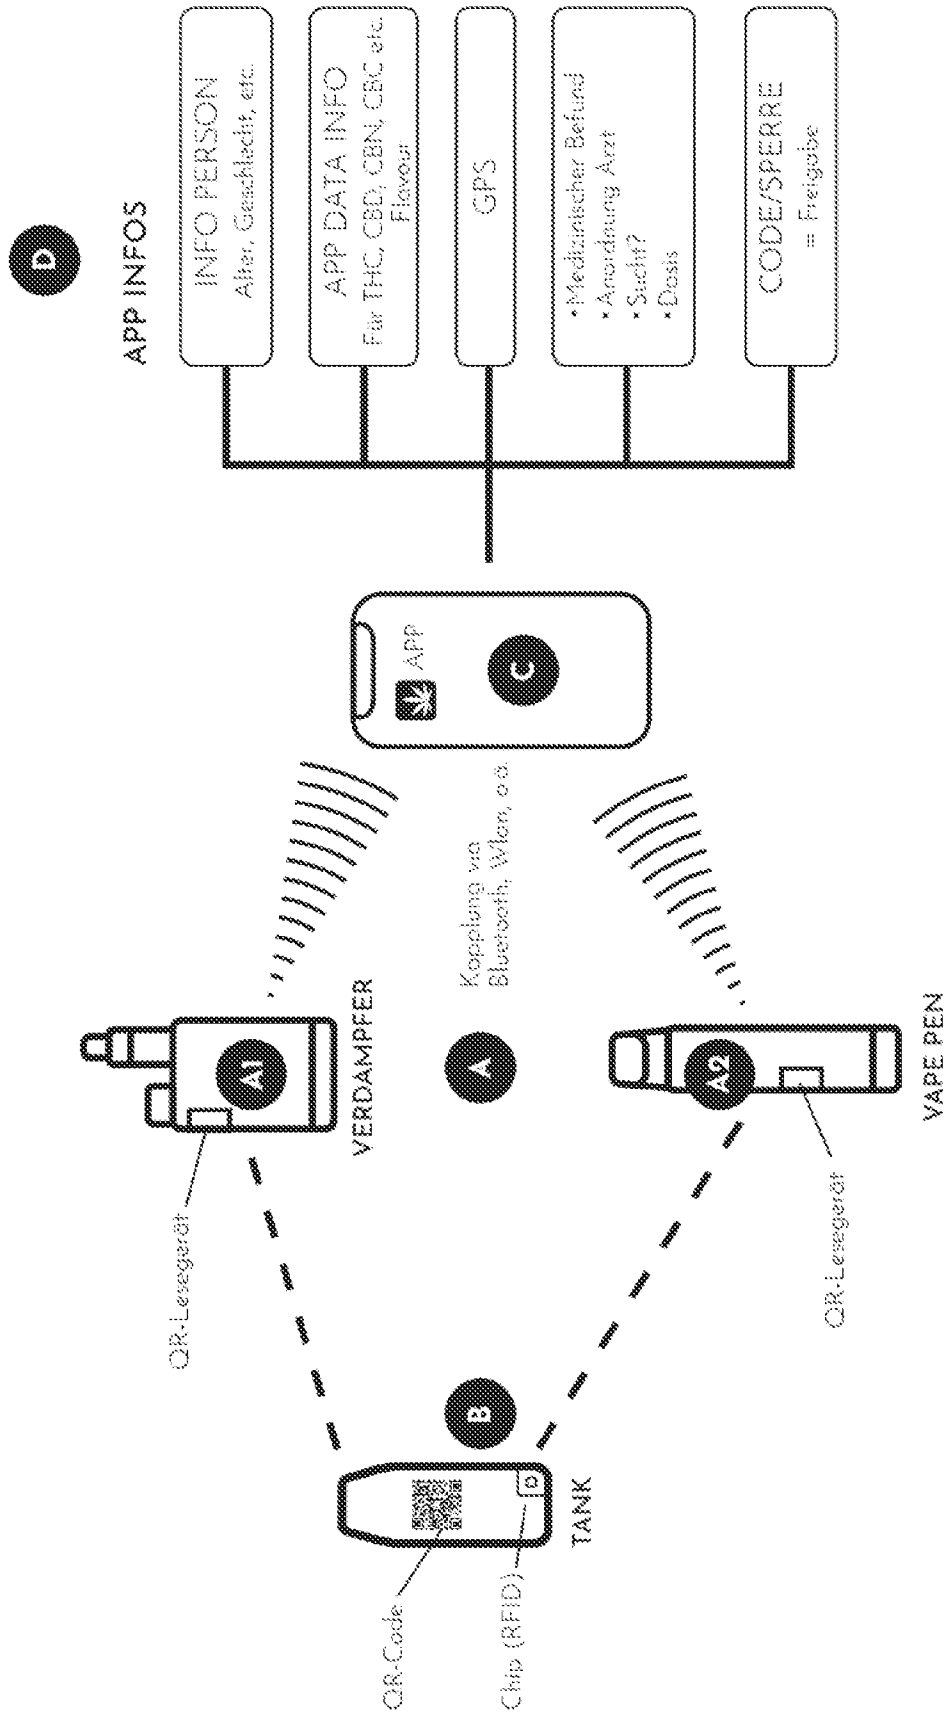 QR-Code
Chip (RFID)
TANK
B
QR-Lesegerät
A1
VERDAMPFER
A
QR-Lesegerät
A2
VAPE PEN
Kopplung via
Bluetooth, Wlan, o.ä.
APP
C
D
APP INFOS
INFO PERSON
Alter, Geschlecht, etc.
APP DATA INFO
Für THC, CBD, CBN, CBC etc.
Flavour
GPS
• Medizinischer Befund
• Anordnung Arzt
• Sucht?
• Dosis
CODE/SPERRE
= Freigabe